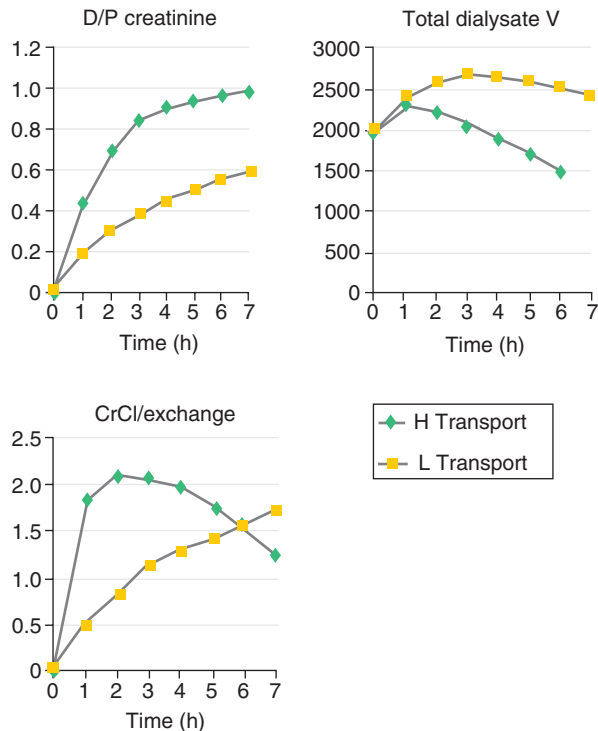 D/P creatinine
1.2
1.0
0.8
0.6
0.4
0.2
0
0 1 2 3 4 5 6 7
Time (h)
Total dialysate V
3000
2500
2000
1500
1000
500
0
0 1 2 3 4 5 6 7
Time (h)
CrCl/exchange
2.5
2.0
1.5
1.0
0.5
0
0 1 2 3 4 5 6 7
Time (h)
H Transport
L Transport